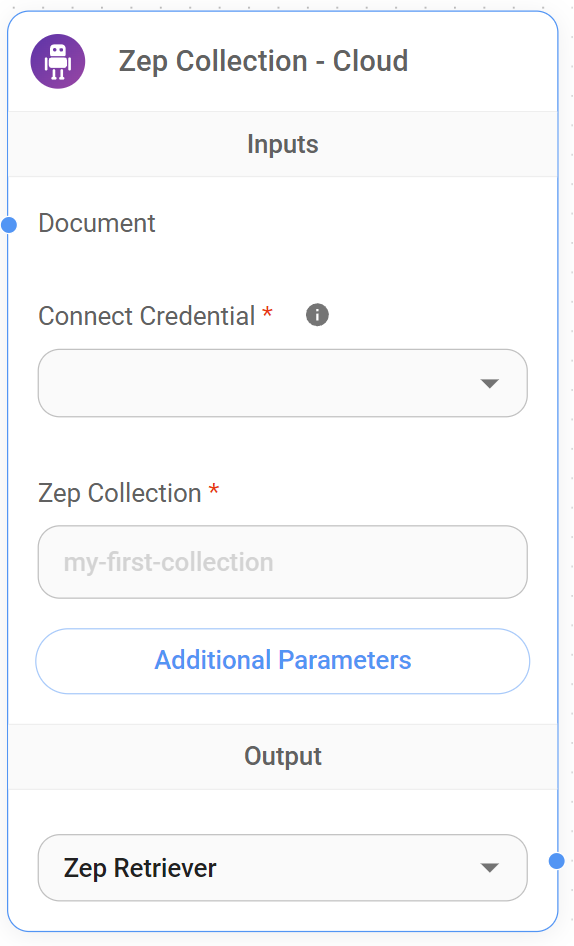 Zep Collection - Cloud
Inputs
Document
Connect Credential *
Zep Collection *
my-first-collection
Additional Parameters
Output
Zep Retriever